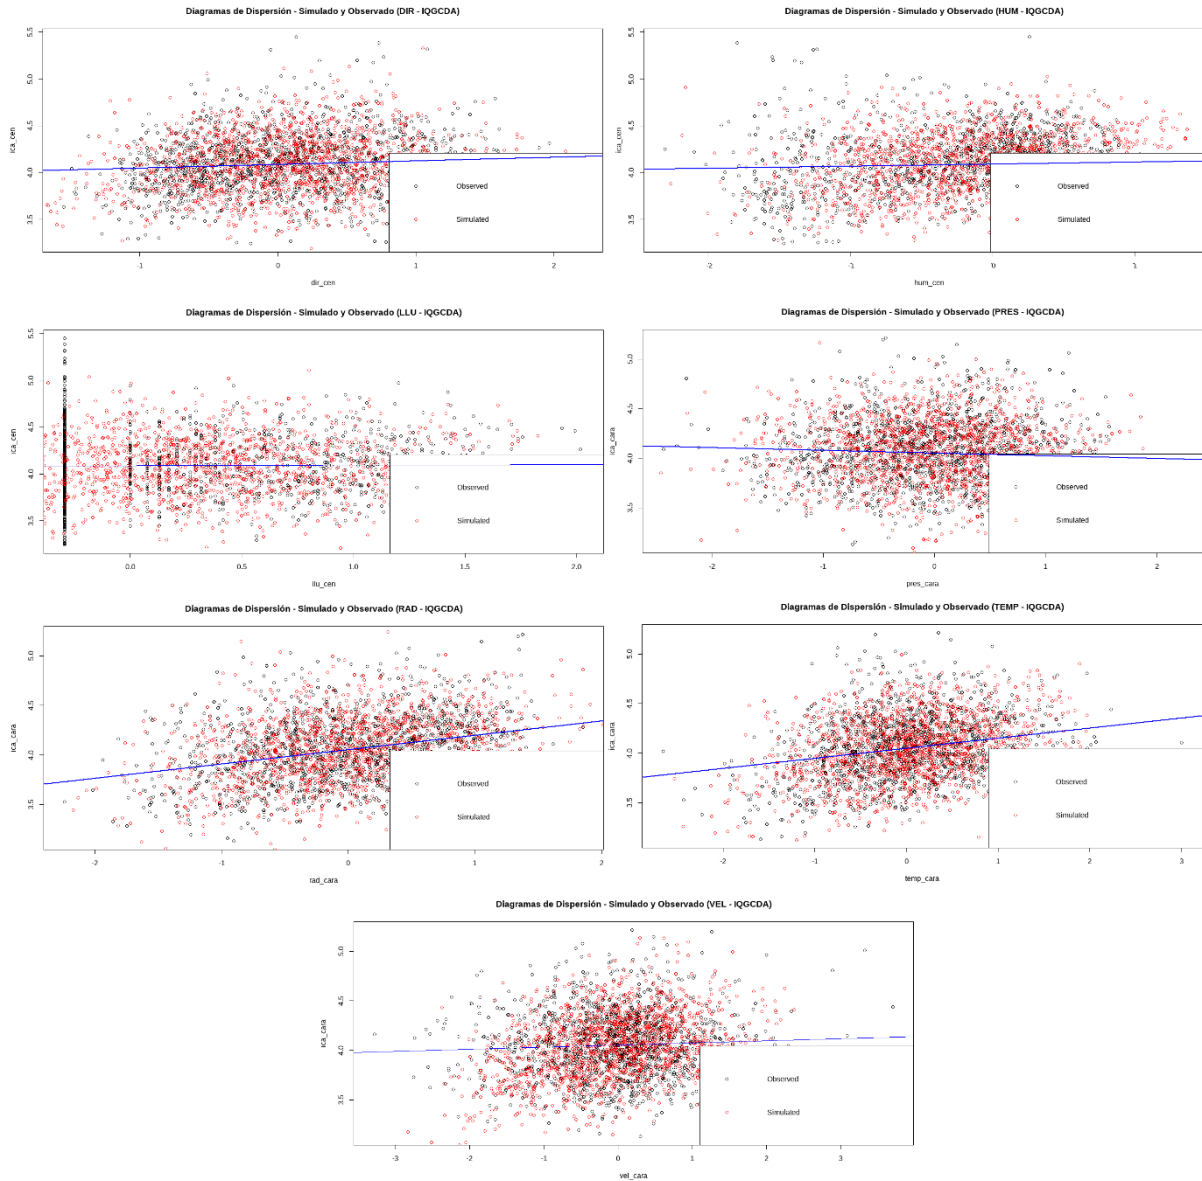 Diagramas de Dispersión - Simulado y Observado (DIR - IQGCDA)
ica_cen
5.5
5.0
4.5
4.0
3.5
Observed
Simulated
-1
0
1
2
dir_cen
Diagramas de Dispersión - Simulado y Observado (HUM - IQGCDA)
ica_cen
5.5
5.0
4.5
4.0
3.5
Observed
Simulated
-2
-1
0
1
hum_cen
Diagramas de Dispersión - Simulado y Observado (LLU - IQGCDA)
ica_cen
5.5
5.0
4.5
4.0
3.5
Observed
Simulated
0.0
0.5
1.0
1.5
2.0
llu_cen
Diagramas de Dispersión - Simulado y Observado (PRES - IQGCDA)
ica_cara
5.0
4.5
4.0
3.5
Observed
Simulated
-2
-1
0
1
2
pres_cara
Diagramas de Dispersión - Simulado y Observado (RAD - IQGCDA)
ica_cara
5.0
4.5
4.0
3.5
Observed
Simulated
-2
-1
0
1
2
rad_cara
Diagramas de Dispersión - Simulado y Observado (TEMP - IQGCDA)
ica_cara
5.0
4.5
4.0
3.5
Observed
Simulated
-2
-1
0
1
2
3
temp_cara
Diagramas de Dispersión - Simulado y Observado (VEL - IQGCDA)
ica_cara
5.0
4.5
4.0
3.5
Observed
Simulated
-3
-2
-1
0
1
2
3
vel_cara